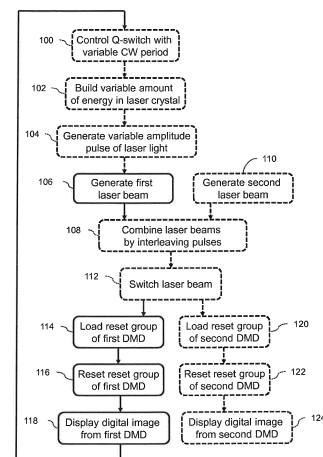 100
Control Q-switch with
variable CW period
102
Build variable amount
of energy in laser crystal
104
Generate variable amplitude
pulse of laser light
106
Generate first
laser beam
110
Generate second
laser beam
108
Combine laser beams
by interleaving pulses
112
Switch laser beam
114
Load reset group
of first DMD
Load reset group
of second DMD
120
116
Reset reset group
of first DMD
Reset reset group
of second DMD
122
118
Display digital image
from first DMD
Display digital image
from second DMD
124